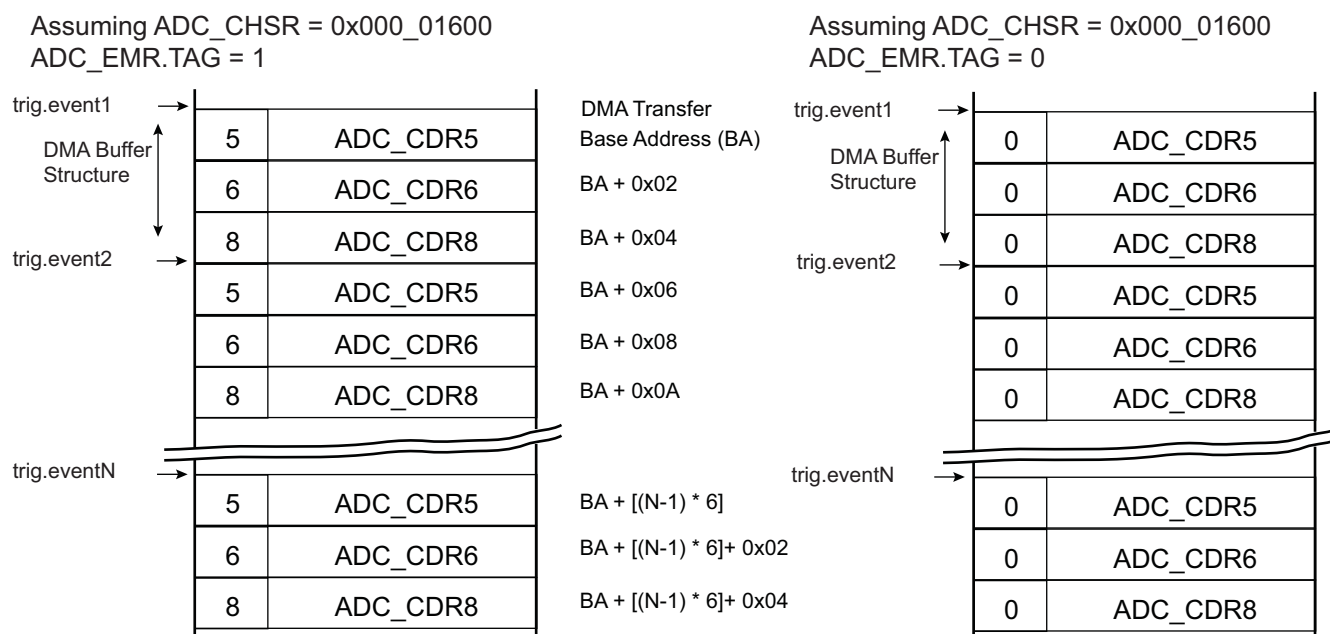 Assuming ADC_CHSR = 0x000_01600
ADC_EMR.TAG = 1
trig.event1
DMA Buffer
Structure
5 ADC_CDR5
6 ADC_CDR6
8 ADC_CDR8
trig.event2
5 ADC_CDR5
6 ADC_CDR6
8 ADC_CDR8
trig.eventN
5 ADC_CDR5
6 ADC_CDR6
8 ADC_CDR8
DMA Transfer
Base Address (BA)
BA + 0x02
BA + 0x04
BA + 0x06
BA + 0x08
BA + 0x0A
BA + [(N-1) * 6]
BA + [(N-1) * 6]+ 0x02
BA + [(N-1) * 6]+ 0x04
Assuming ADC_CHSR = 0x000_01600
ADC_EMR.TAG = 0
trig.event1
DMA Buffer
Structure
0 ADC_CDR5
0 ADC_CDR6
0 ADC_CDR8
trig.event2
0 ADC_CDR5
0 ADC_CDR6
0 ADC_CDR8
trig.eventN
0 ADC_CDR5
0 ADC_CDR6
0 ADC_CDR8